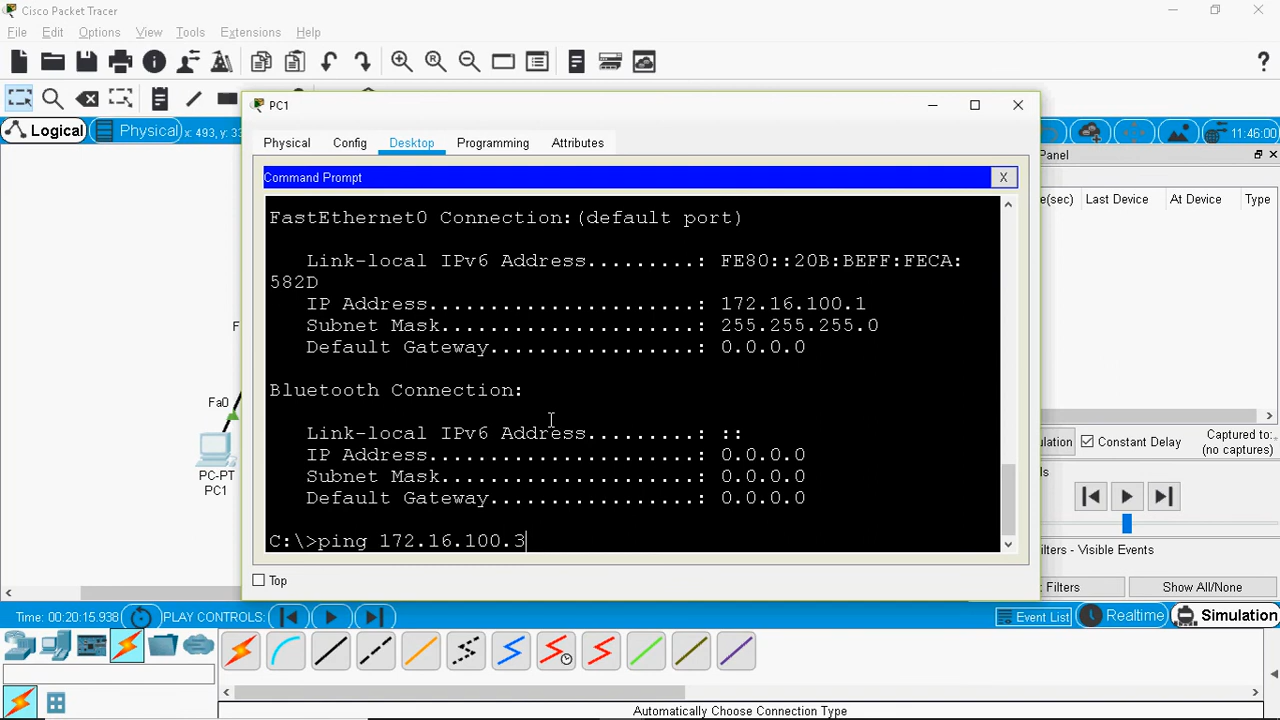 Cisco Packet Tracer
File Edit Options View Tools Extensions Help
Logical Physical x: 493, y: 33 11:46:00
PC1
Physical Config Desktop Programming Attributes
Panel
Command Prompt X
e(sec) Last Device At Device Type
FastEthernet0 Connection:(default port)
Link-local IPv6 Address.........: FE80::20B:BEFF:FECA:
582D
IP Address......................: 172.16.100.1
Subnet Mask.....................: 255.255.255.0
Default Gateway.................: 0.0.0.0
Bluetooth Connection:
Link-local IPv6 Address.........: ::
IP Address......................: 0.0.0.0
Subnet Mask.....................: 0.0.0.0
Default Gateway.................: 0.0.0.0
C:\>ping 172.16.100.3
Top
F
Fa0
PC-PT
PC1
ulation Constant Delay Captured to:
(no captures)
ls
ilters - Visible Events
Filters Show All/None
Time: 00:20:15.938 PLAY CONTROLS: Event List Realtime Simulation
Automatically Choose Connection Type